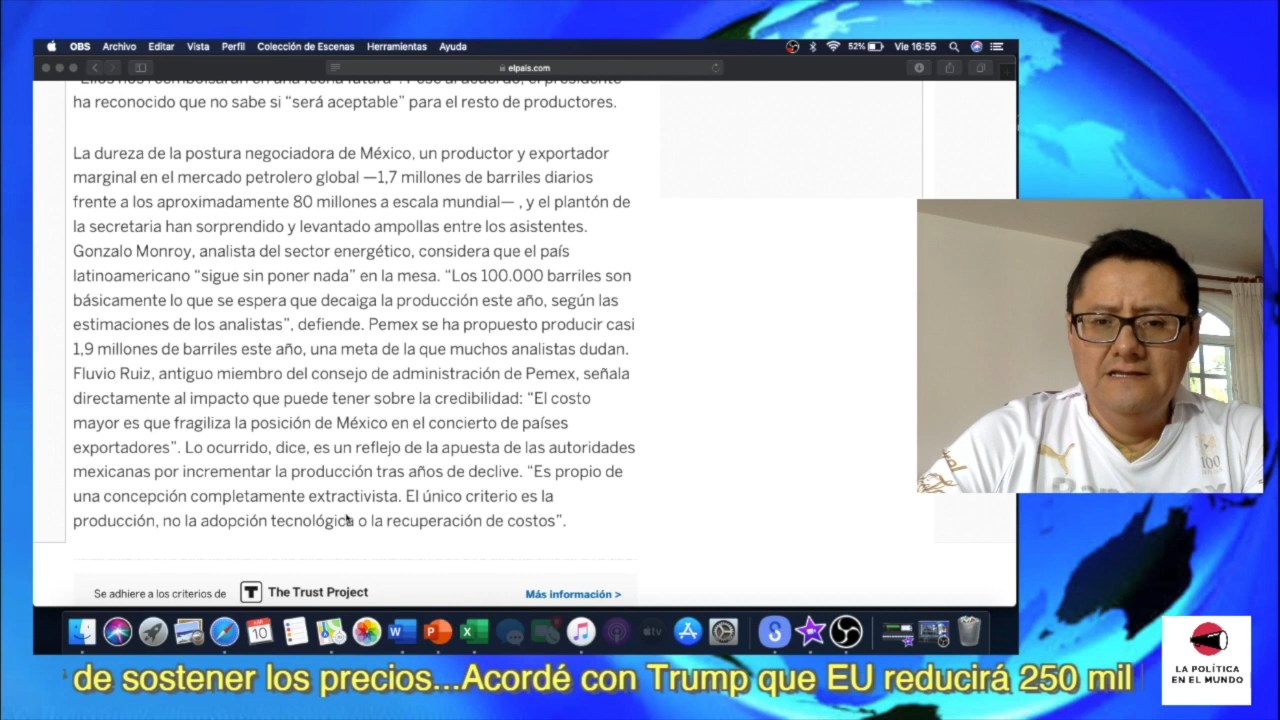 OBS Archivo Editar Vista Perfil Colección de Escenas Herramientas Ayuda 52% Vie 16:55
elpais.com
ha reconocido que no sabe si “será aceptable” para el resto de productores.
La dureza de la postura negociadora de México, un productor y exportador
marginal en el mercado petrolero global —1,7 millones de barriles diarios
frente a los aproximadamente 80 millones a escala mundial— , y el plantón de
la secretaria han sorprendido y levantado ampollas entre los asistentes.
Gonzalo Monroy, analista del sector energético, considera que el país
latinoamericano “sigue sin poner nada” en la mesa. “Los 100.000 barriles son
básicamente lo que se espera que decaiga la producción este año, según las
estimaciones de los analistas”, defiende. Pemex se ha propuesto producir casi
1,9 millones de barriles este año, una meta de la que muchos analistas dudan.
Fluvio Ruiz, antiguo miembro del consejo de administración de Pemex, señala
directamente al impacto que puede tener sobre la credibilidad: “El costo
mayor es que fragiliza la posición de México en el concierto de países
exportadores”. Lo ocurrido, dice, es un reflejo de la apuesta de las autoridades
mexicanas por incrementar la producción tras años de declive. “Es propio de
una concepción completamente extractivista. El único criterio es la
producción, no la adopción tecnológica o la recuperación de costos”.
Se adhiere a los criterios de T The Trust Project Más información >
100
10
W P X
tv
S
de sostener los precios...Acordé con Trump que EU reducirá 250 mil
LA POLÍTICA
EN EL MUNDO